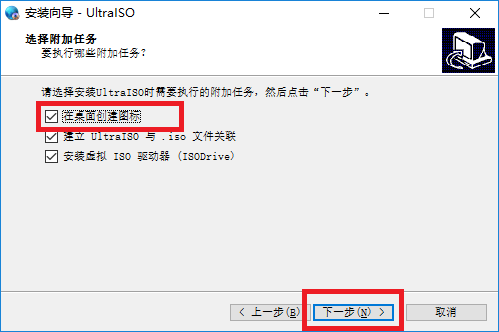 安装向导 - UltraISO
选择附加任务
要执行哪些附加任务？
请选择安装UltraISO时需要执行的附加任务，然后点击“下一步”。
在桌面创建图标
建立 UltraISO 与 .iso 文件关联
安装虚拟 ISO 驱动器 (ISODrive)
< 上一步(B)
下一步(N) >
取消